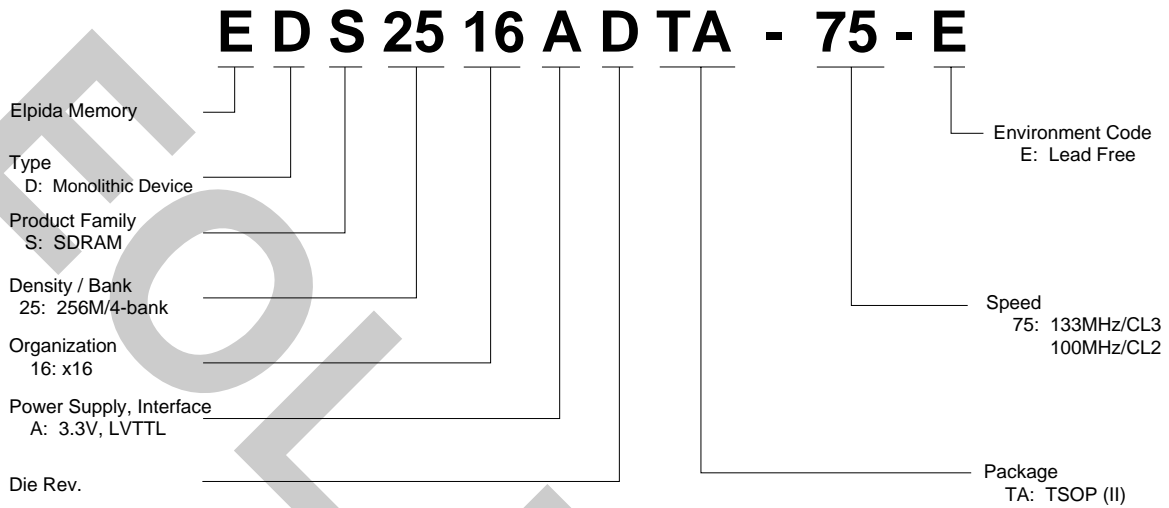 E D S 25 16 A D TA - 75 - E
Elpida Memory
Type
D: Monolithic Device
Product Family
S: SDRAM
Density / Bank
25: 256M/4-bank
Organization
16: x16
Power Supply, Interface
A: 3.3V, LVTTL
Die Rev.
Environment Code
E: Lead Free
Speed
75: 133MHz/CL3
100MHz/CL2
Package
TA: TSOP (II)
EOL